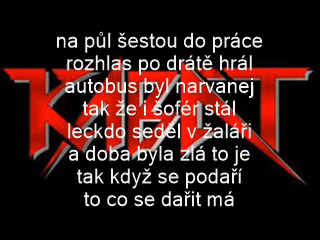 na půl šestou do práce
rozhlas po drátě hrál
autobus byl narvanej
tak že i šofér stál
leckdo seděl v žaláři
a doba byla zlá to je
tak když se podaří
to co se dařit má